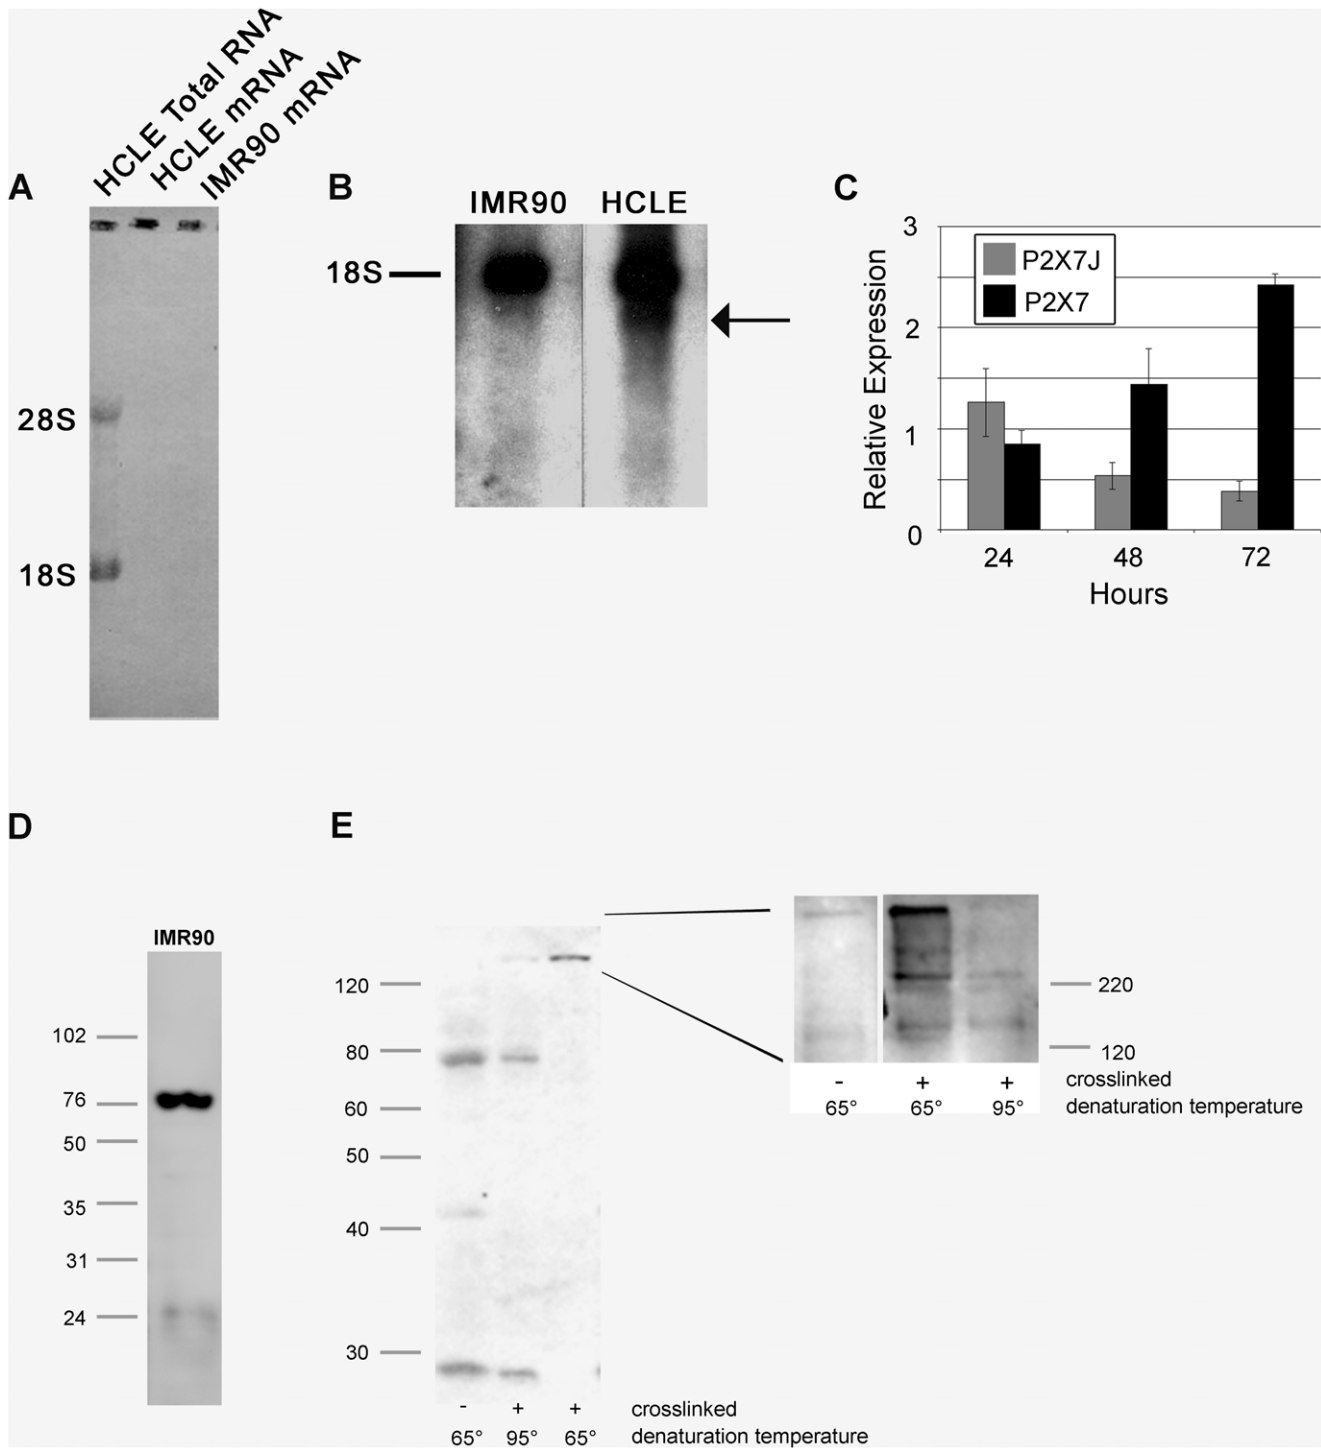 HCLE Total RNA
HCLE mRNA
IMR90 mRNA
A
28S
18S
B
IMR90 HCLE
18S
C
3
2
1
0
Relative Expression
P2X7J
P2X7
24 48 72
Hours
D
IMR90
102
76
50
35
31
24
E
120
80
60
50
40
30
- + + crosslinked
65° 95° 65° denaturation temperature
220
120
- + + crosslinked
65° 65° 95° denaturation temperature